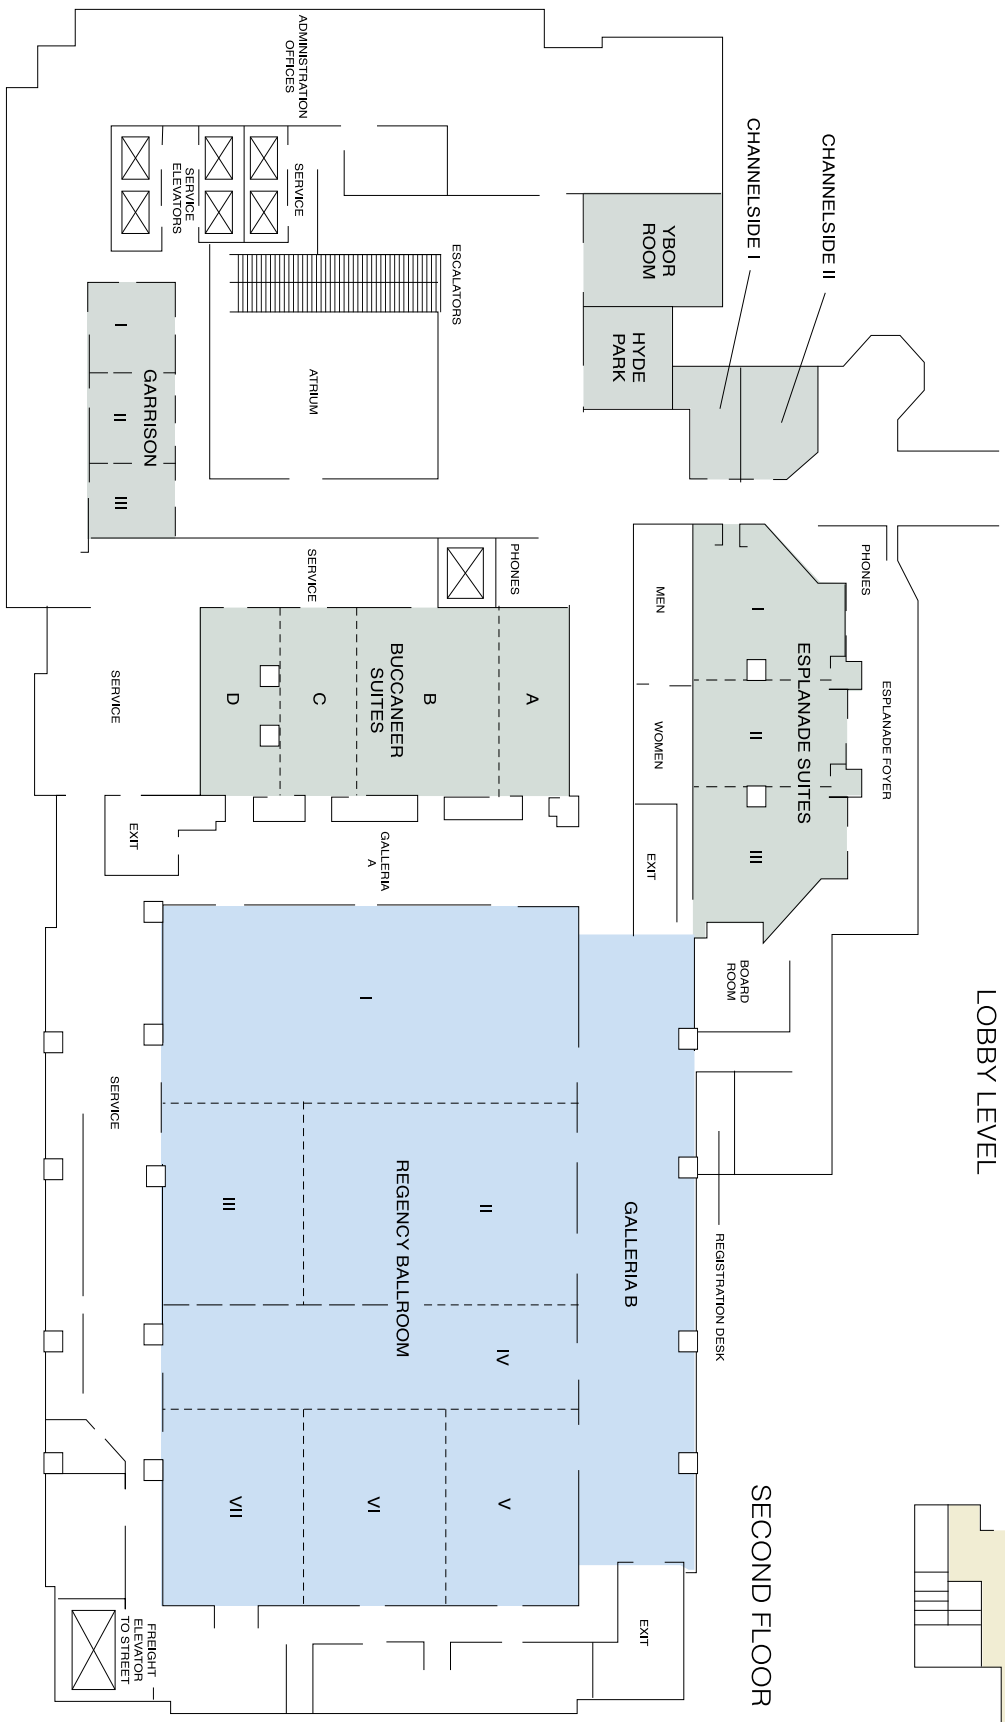 ADMINISTRATION
OFFICES
SERVICE
ELEVATORS
SERVICE
ESCALATORS
ATRIUM
YBOR
ROOM
HYDE
PARK
CHANNELSIDE I
CHANNELSIDE II
GARRISON
I
II
III
SERVICE
PHONES
MEN
WOMEN
EXIT
PHONES
ESPLANADE FOYER
ESPLANADE SUITES
I
II
III
BUCCANEER
SUITES
A
B
C
D
SERVICE
EXIT
GALLERIA
A
BOARD
ROOM
LOBBY LEVEL
REGENCY BALLROOM
I
II
III
IV
V
VI
VII
GALLERIA B
REGISTRATION DESK
SERVICE
SECOND FLOOR
EXIT
FREIGHT
ELEVATOR
TO STREET